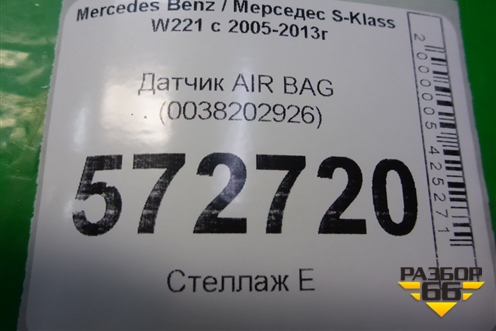 Mercedes Benz / Мерседес S-Klass
W221 с 2005-2013г
Датчик AIR BAG
(0038202926)
572720
Стеллаж Е
2000005425271
РАЗБОР
66